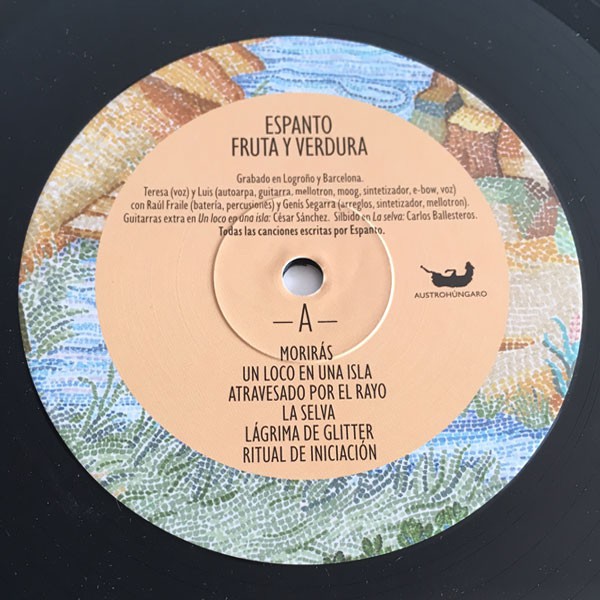 ESPANTO
FRUTA Y VERDURA
Grabado en Logroño y Barcelona.
Teresa (voz) y Luis (autoarpa, guitarra, mellotron, moog, sintetizador, e-bow, voz)
con Raúl Fraile (batería, percusiones) y Genís Segarra (arreglos, sintetizador, mellotron).
Guitarras extra en Un loco en una isla: César Sánchez. Silbido en La selva: Carlos Ballesteros.
Todas las canciones escritas por Espanto.
AUSTROHÚNGARO
— A —
MORIRÁS
UN LOCO EN UNA ISLA
ATRAVESADO POR EL RAYO
LA SELVA
LÁGRIMA DE GLITTER
RITUAL DE INICIACIÓN